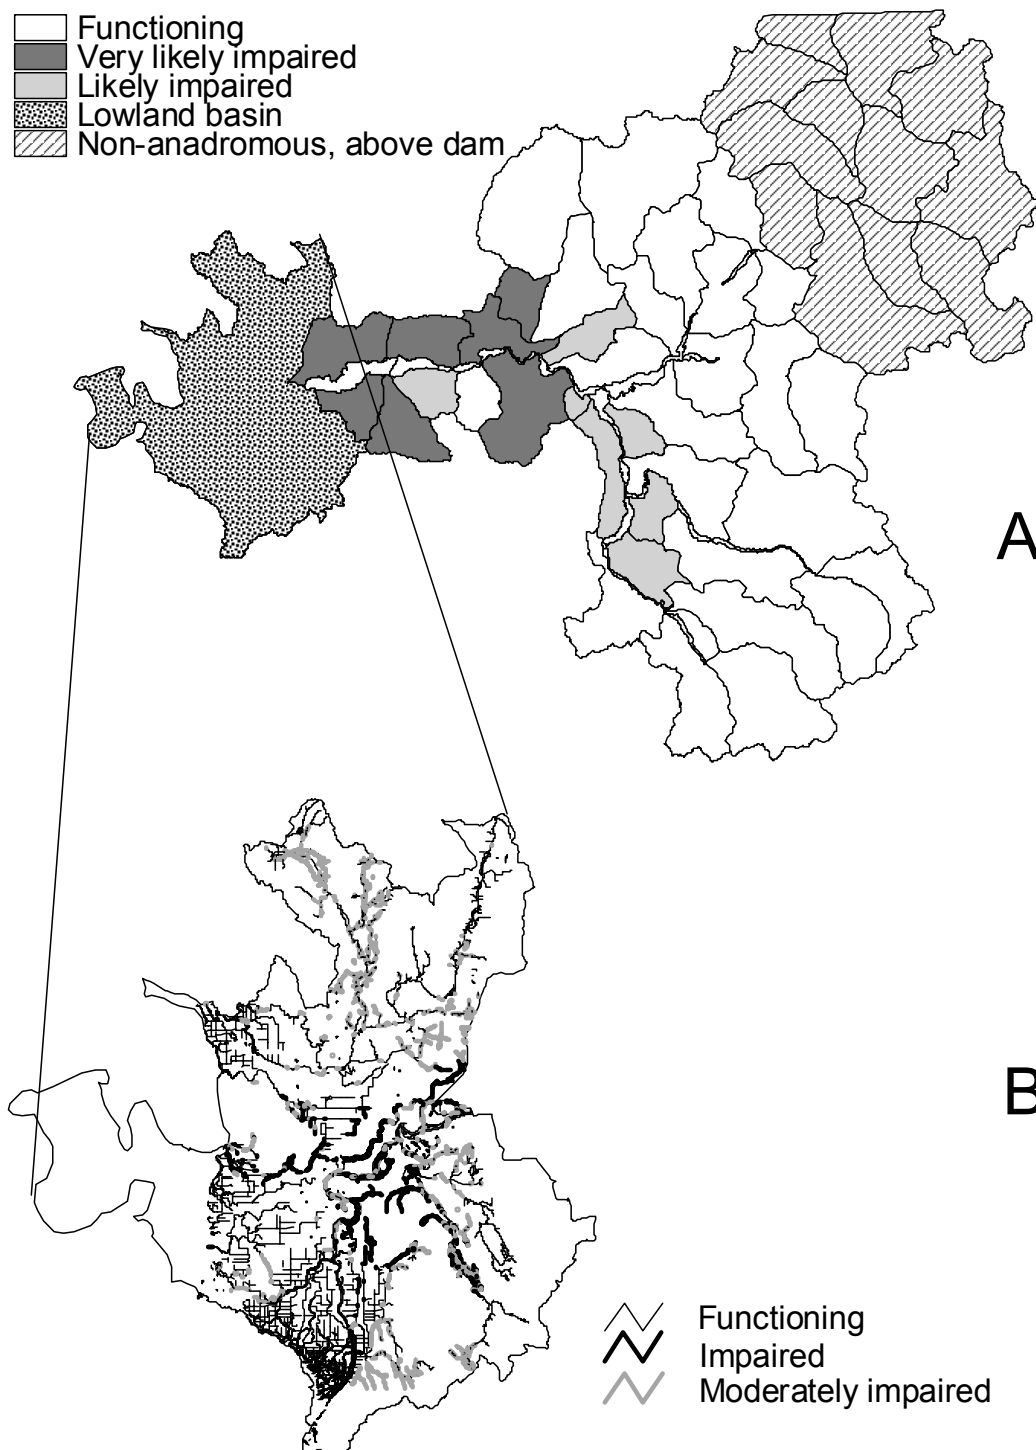 Functioning
Very likely impaired
Likely impaired
Lowland basin
Non-anadromous, above dam
A
B
Functioning
Impaired
Moderately impaired